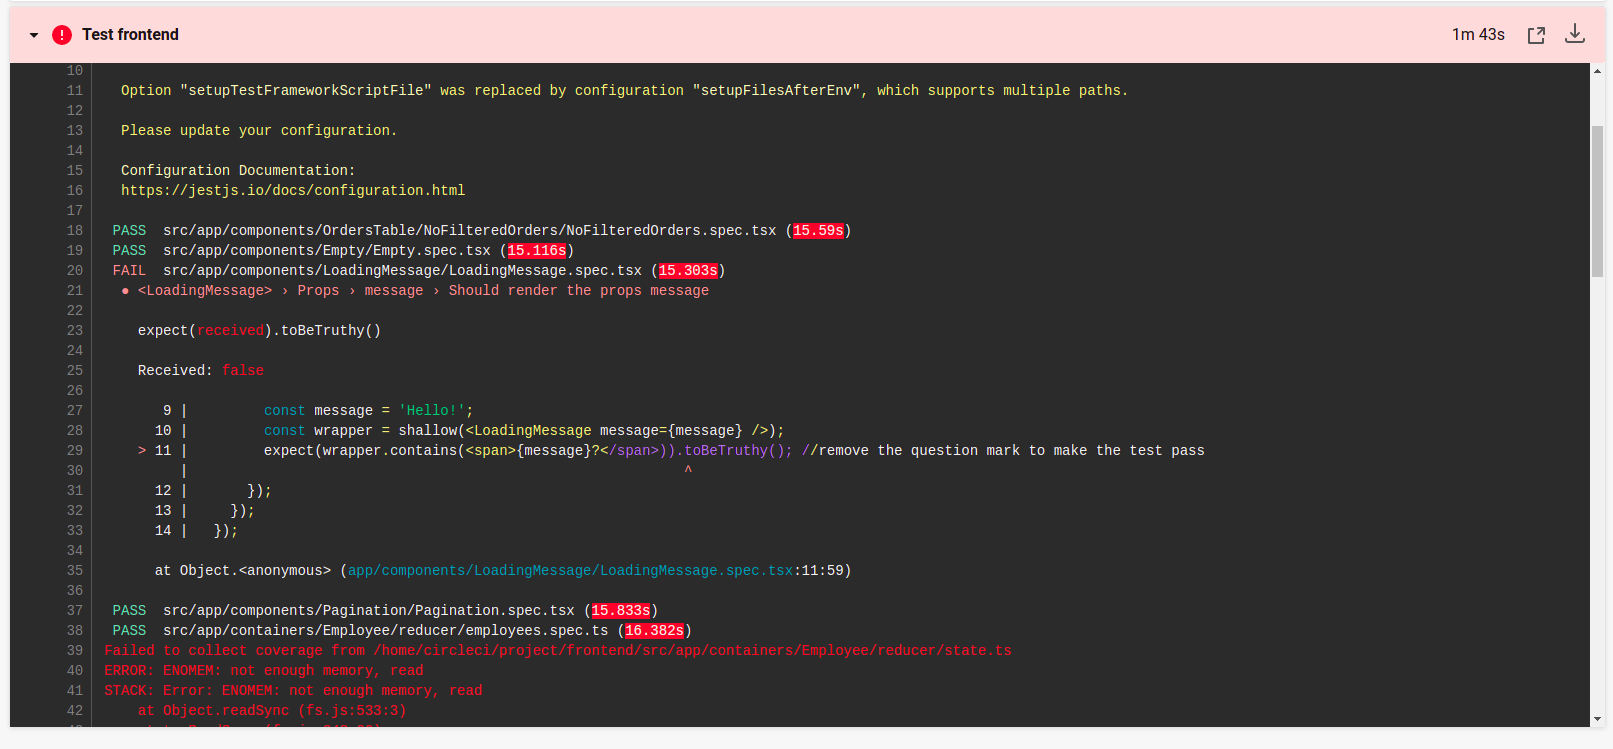 Test frontend
1m 43s
10
11 Option "setupTestFrameworkScriptFile" was replaced by configuration "setupFilesAfterEnv", which supports multiple paths.
12
13 Please update your configuration.
14
15 Configuration Documentation:
16 https://jestjs.io/docs/configuration.html
17
18 PASS src/app/components/OrdersTable/NoFilteredOrders/NoFilteredOrders.spec.tsx (15.59s)
19 PASS src/app/components/Empty/Empty.spec.tsx (15.116s)
20 FAIL src/app/components/LoadingMessage/LoadingMessage.spec.tsx (15.303s)
21 ● <LoadingMessage> › Props › message › Should render the props message
22
23 expect(received).toBeTruthy()
24
25 Received: false
26
27 9 | const message = 'Hello!';
28 10 | const wrapper = shallow(<LoadingMessage message={message} />);
29 > 11 | expect(wrapper.contains(<span>{message}?</span>)).toBeTruthy(); //remove the question mark to make the test pass
30 | ^
31 12 | });
32 13 | });
33 14 | });
34
35 at Object.<anonymous> (app/components/LoadingMessage/LoadingMessage.spec.tsx:11:59)
36
37 PASS src/app/components/Pagination/Pagination.spec.tsx (15.833s)
38 PASS src/app/containers/Employee/reducer/employees.spec.ts (16.382s)
39 Failed to collect coverage from /home/circleci/project/frontend/src/app/containers/Employee/reducer/state.ts
40 ERROR: ENOMEM: not enough memory, read
41 STACK: Error: ENOMEM: not enough memory, read
42 at Object.readSync (fs.js:533:3)